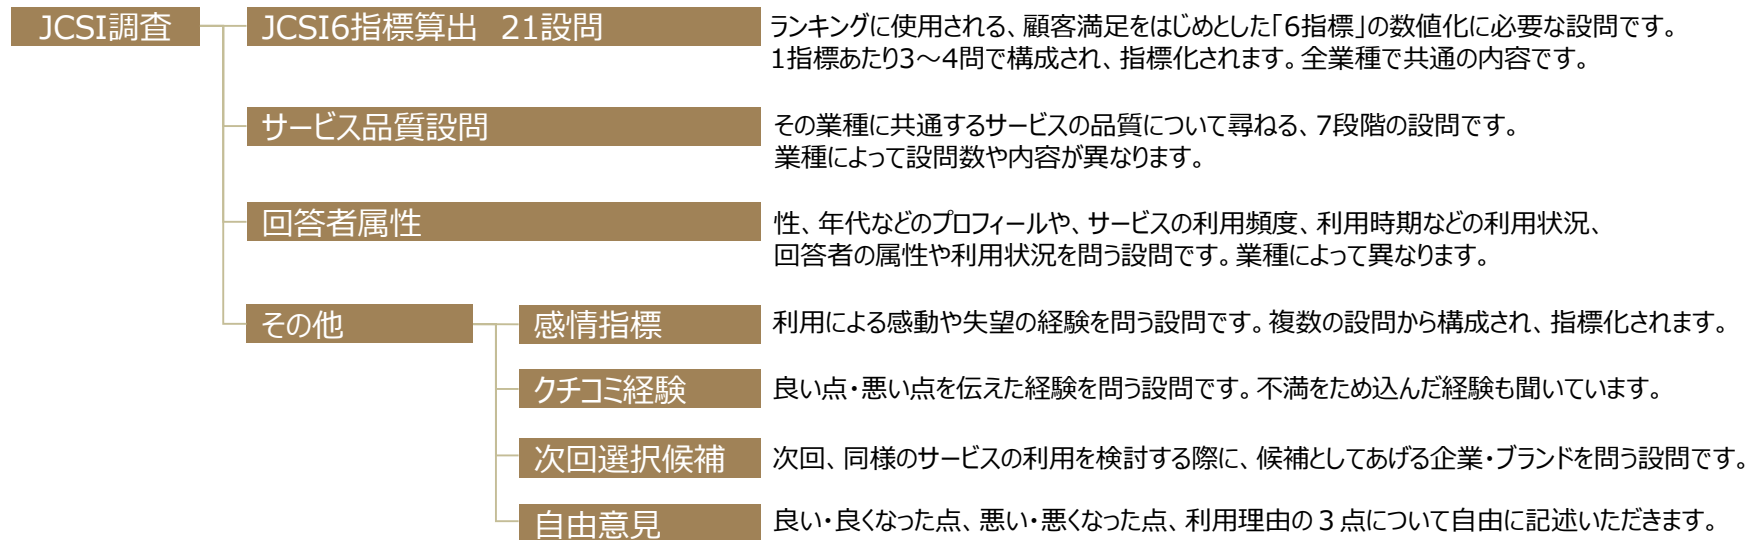 JCSI調査
JCSI6指標算出 21設問
ランキングに使用される、顧客満足をはじめとした「6指標」の数値化に必要な設問です。
1指標あたり3～4問で構成され、指標化されます。全業種で共通の内容です。
サービス品質設問
その業種に共通するサービスの品質について尋ねる、7段階の設問です。
業種によって設問数や内容が異なります。
回答者属性
性、年代などのプロフィールや、サービスの利用頻度、利用時期などの利用状況、
回答者の属性や利用状況を問う設問です。業種によって異なります。
その他
感情指標
利用による感動や失望の経験を問う設問です。複数の設問から構成され、指標化されます。
クチコミ経験
良い点・悪い点を伝えた経験を問う設問です。不満をため込んだ経験も聞いています。
次回選択候補
次回、同様のサービスの利用を検討する際に、候補としてあげる企業・ブランドを問う設問です。
自由意見
良い・良くなった点、悪い・悪くなった点、利用理由の３点について自由に記述いただきます。